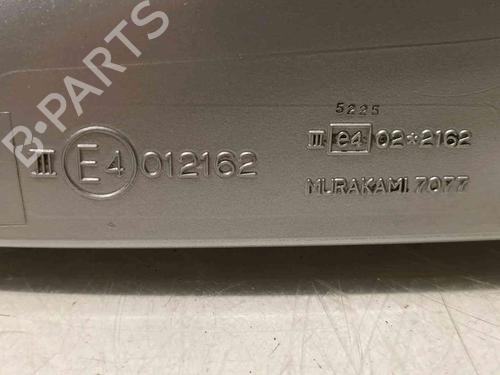 B-PARTS
5225
III E4 012162
III e4 02*2162
MURAKAMI 7077